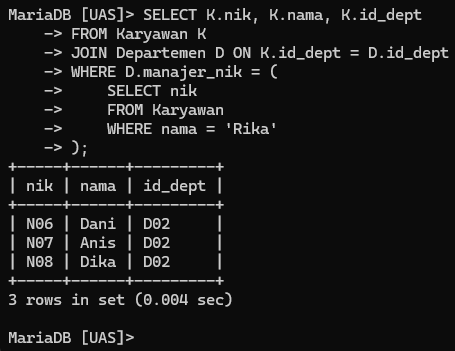 MariaDB [UAS]> SELECT K.nik, K.nama, K.id_dept
    -> FROM Karyawan K
    -> JOIN Departemen D ON K.id_dept = D.id_dept
    -> WHERE D.manajer_nik = (
    ->     SELECT nik
    ->     FROM Karyawan
    ->     WHERE nama = 'Rika'
    -> );
+-----+------+---------+
| nik | nama | id_dept |
+-----+------+---------+
| N06 | Dani | D02     |
| N07 | Anis | D02     |
| N08 | Dika | D02     |
+-----+------+---------+
3 rows in set (0.004 sec)
MariaDB [UAS]>